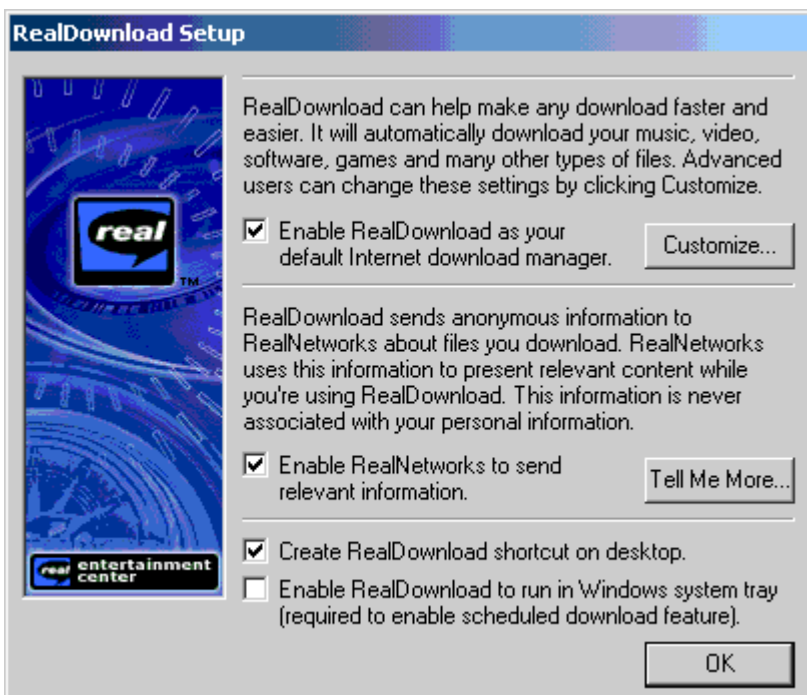 RealDownload Setup
real
TM
real entertainment
center
RealDownload can help make any download faster and
easier. It will automatically download your music, video,
software, games and many other types of files. Advanced
users can change these settings by clicking Customize.
Enable RealDownload as your
default Internet download manager.
Customize...
RealDownload sends anonymous information to
RealNetworks about files you download. RealNetworks
uses this information to present relevant content while
you're using RealDownload. This information is never
associated with your personal information.
Enable RealNetworks to send
relevant information.
Tell Me More...
Create RealDownload shortcut on desktop.
Enable RealDownload to run in Windows system tray
(required to enable scheduled download feature).
OK